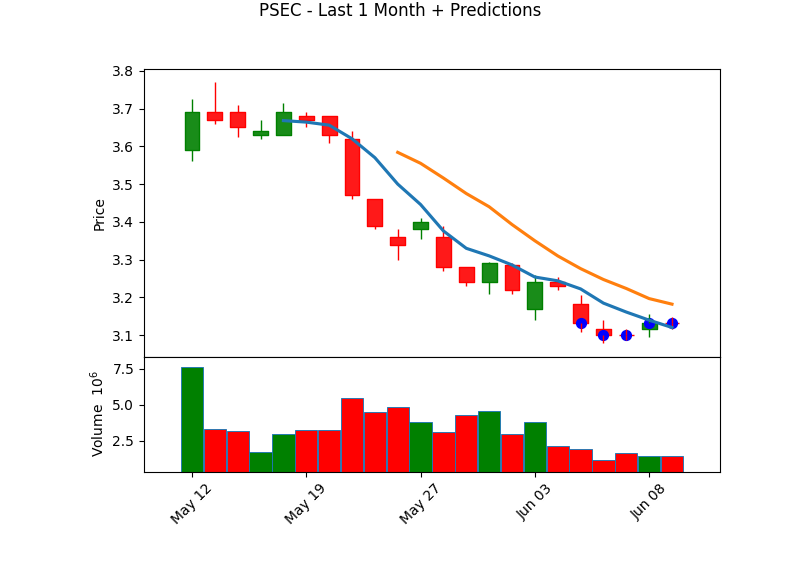 PSEC - Last 1 Month + Predictions
3.8
3.7
3.6
3.5
3.4
3.3
3.2
3.1
Price
7.5
5.0
2.5
Volume 10^6
May 12
May 19
May 27
Jun 03
Jun 08